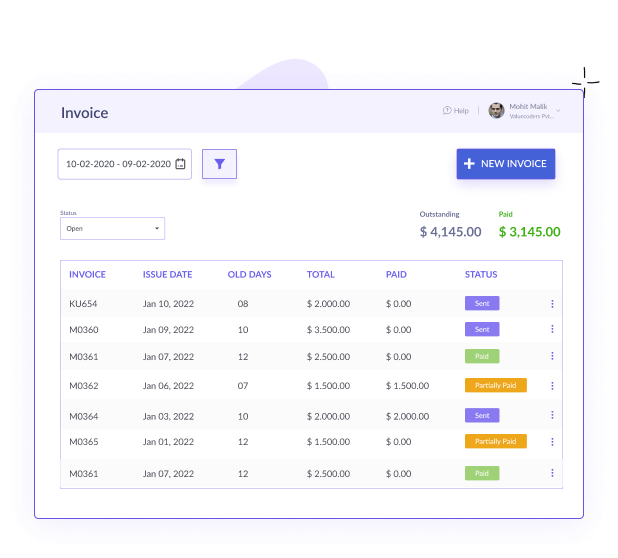 Invoice
Help
Mohit Malik
Valuecoders Pvt...
10-02-2020 - 09-02-2020
NEW INVOICE
Status
Open
Outstanding Paid
$ 4,145.00 $ 3,145.00
INVOICE ISSUE DATE OLD DAYS TOTAL PAID STATUS
KU654 Jan 10, 2022 08 $ 2.000.00 $ 0.00 Sent
M0360 Jan 09, 2022 10 $ 3.500.00 $ 0.00 Sent
M0361 Jan 07, 2022 12 $ 2.500.00 $ 0.00 Paid
M0362 Jan 06, 2022 07 $ 1.500.00 $ 1.500.00 Partially Paid
M0364 Jan 03, 2022 10 $ 2.000.00 $ 2.000.00 Sent
M0365 Jan 01, 2022 12 $ 1.500.00 $ 0.00 Partially Paid
M0361 Jan 07, 2022 12 $ 2.500.00 $ 0.00 Paid